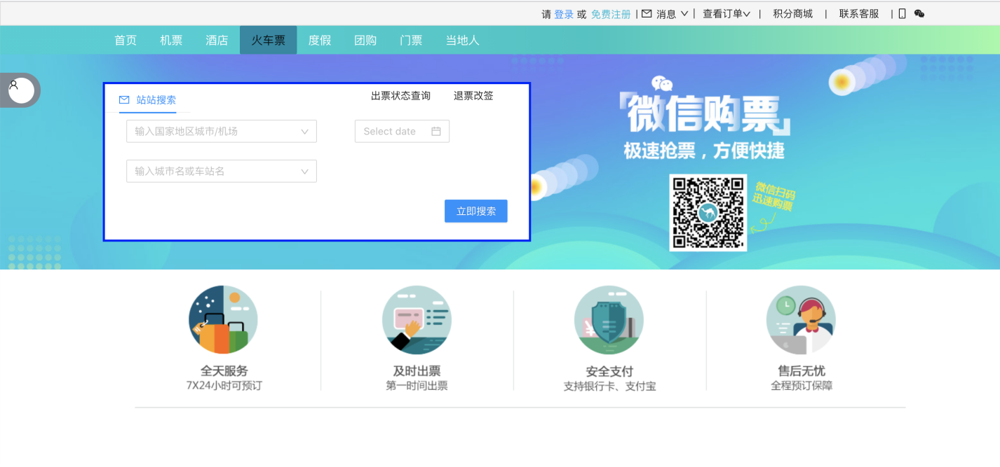 请 登录 或 免费注册 | 消息 | 查看订单 | 积分商城 | 联系客服 |
首页 机票 酒店 火车票 度假 团购 门票 当地人
站站搜索
出票状态查询 退票改签
输入国家地区城市/机场
Select date
输入城市名或车站名
立即搜索
「微信购票」
极速抢票，方便快捷
微信扫码
迅速购票
全天服务
7X24小时可预订
及时出票
第一时间出票
安全支付
支持银行卡、支付宝
售后无忧
全程预订保障